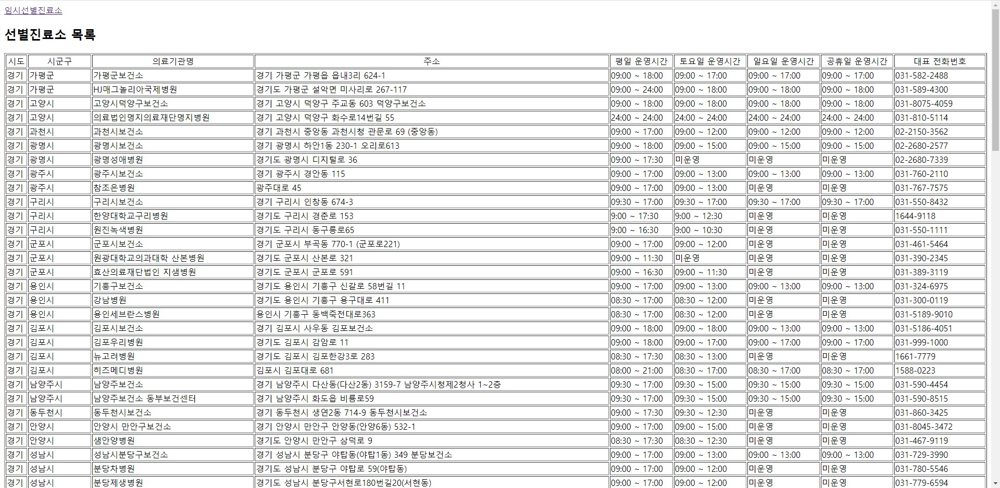 임시선별진료소
선별진료소 목록
시도 시군구 의료기관명 주소 평일 운영시간 토요일 운영시간 일요일 운영시간 공휴일 운영시간 대표 전화번호
경기 가평군 가평군보건소 경기 가평군 가평읍 읍내3리 624-1 09:00 ~ 18:00 09:00 ~ 17:00 09:00 ~ 17:00 09:00 ~ 17:00 031-582-2488
경기 가평군 HJ매그놀리아국제병원 경기도 가평군 설악면 미사리로 267-117 09:00 ~ 24:00 09:00 ~ 18:00 09:00 ~ 18:00 09:00 ~ 18:00 031-589-4300
경기 고양시 고양시덕양구보건소 경기 고양시 덕양구 주교동 603 덕양구보건소 09:00 ~ 18:00 09:00 ~ 18:00 09:00 ~ 18:00 09:00 ~ 18:00 031-8075-4059
경기 고양시 의료법인명지의료재단명지병원 경기 고양시 덕양구 화수로14번길 55 24:00 ~ 24:00 24:00 ~ 24:00 24:00 ~ 24:00 24:00 ~ 24:00 031-810-5114
경기 과천시 과천시보건소 경기 과천시 중앙동 과천시청 관문로 69 (중앙동) 09:00 ~ 17:00 09:00 ~ 12:00 09:00 ~ 12:00 09:00 ~ 12:00 02-2150-3562
경기 광명시 광명시보건소 경기 광명시 하안1동 230-1 오리로613 09:00 ~ 18:00 09:00 ~ 15:00 09:00 ~ 15:00 09:00 ~ 15:00 02-2680-2577
경기 광명시 광명성애병원 경기도 광명시 디지털로 36 09:00 ~ 17:30 미운영 미운영 미운영 02-2680-7339
경기 광주시 광주시보건소 경기 광주시 경안동 115 09:00 ~ 17:00 09:00 ~ 13:00 09:00 ~ 13:00 09:00 ~ 13:00 031-760-2110
경기 광주시 참조은병원 광주대로 45 09:00 ~ 17:00 09:00 ~ 13:00 미운영 미운영 031-767-7575
경기 구리시 구리시보건소 경기 구리시 인창동 674-3 09:30 ~ 17:00 09:30 ~ 17:00 09:30 ~ 17:00 09:30 ~ 17:00 031-550-8432
경기 구리시 한양대학교구리병원 경기도 구리시 경춘로 153 9:00 ~ 17:30 9:00 ~ 12:30 미운영 미운영 1644-9118
경기 구리시 원진녹색병원 경기도 구리시 동구릉로65 9:00 ~ 16:30 9:00 ~ 10:30 미운영 미운영 031-550-1111
경기 군포시 군포시보건소 경기 군포시 부곡동 770-1 (군포로221) 09:00 ~ 17:00 09:00 ~ 12:00 미운영 미운영 031-461-5464
경기 군포시 원광대학교의과대학 산본병원 경기도 군포시 산본로 321 09:00 ~ 11:30 미운영 미운영 미운영 031-390-2345
경기 군포시 효산의료재단법인 지샘병원 경기도 군포시 군포로 591 09:00 ~ 16:30 09:00 ~ 11:30 미운영 미운영 031-389-3119
경기 용인시 기흥구보건소 경기도 용인시 기흥구 신갈로 58번길 11 09:00 ~ 17:00 09:00 ~ 13:00 09:00 ~ 13:00 09:00 ~ 13:00 031-324-6975
경기 용인시 강남병원 경기도 용인시 기흥구 용구대로 411 08:30 ~ 17:00 08:30 ~ 12:00 미운영 미운영 031-300-0119
경기 용인시 용인세브란스병원 용인시 기흥구 동백죽전대로363 08:30 ~ 17:00 08:30 ~ 12:00 미운영 미운영 031-5189-9010
경기 김포시 김포시보건소 경기 김포시 사우동 김포보건소 09:00 ~ 18:00 09:00 ~ 18:00 09:00 ~ 13:00 09:00 ~ 13:00 031-5186-4051
경기 김포시 김포우리병원 경기도 김포시 감암로 11 09:00 ~ 18:00 09:00 ~ 17:00 09:00 ~ 17:00 09:00 ~ 17:00 031-999-1000
경기 김포시 뉴고려병원 경기도 김포시 김포한강3로 283 08:30 ~ 17:30 08:30 ~ 13:00 미운영 미운영 1661-7779
경기 김포시 히즈메디병원 김포시 김포대로 681 08:00 ~ 21:00 08:30 ~ 17:00 08:30 ~ 17:00 08:30 ~ 17:00 1588-0223
경기 남양주시 남양주보건소 경기 남양주시 다산동(다산2동) 3159-7 남양주시청제2청사 1~2층 09:30 ~ 17:00 09:30 ~ 15:00 09:30 ~ 15:00 09:30 ~ 15:00 031-590-4454
경기 남양주시 남양주보건소 동부보건센터 경기 남양주시 화도읍 비룡로59 09:30 ~ 17:00 09:30 ~ 15:00 09:30 ~ 15:00 09:30 ~ 15:00 031-590-8515
경기 동두천시 동두천시보건소 경기 동두천시 생연2동 714-9 동두천시보건소 09:00 ~ 17:30 09:30 ~ 12:30 미운영 미운영 031-860-3425
경기 안양시 안양시 만안구보건소 경기 안양시 만안구 안양동(안양6동) 532-1 09:00 ~ 17:00 09:00 ~ 15:00 미운영 미운영 031-8045-3472
경기 안양시 샘안양병원 경기도 안양시 만안구 삼덕로 9 08:30 ~ 17:30 08:30 ~ 12:30 미운영 미운영 031-467-9119
경기 성남시 성남시분당구보건소 경기 성남시 분당구 야탑동(야탑1동) 349 분당보건소 09:00 ~ 17:00 09:00 ~ 13:00 09:00 ~ 13:00 09:00 ~ 13:00 031-729-3990
경기 성남시 분당차병원 경기도 성남시 분당구 야탑로 59(야탑동) 09:00 ~ 17:00 09:00 ~ 12:00 미운영 미운영 031-780-5546
경기 성남시 분당제생병원 경기도 성남시 분당구서현로180번길20(서현동) 09:00 ~ 17:00 09:00 ~ 12:00 미운영 미운영 031-779-6594